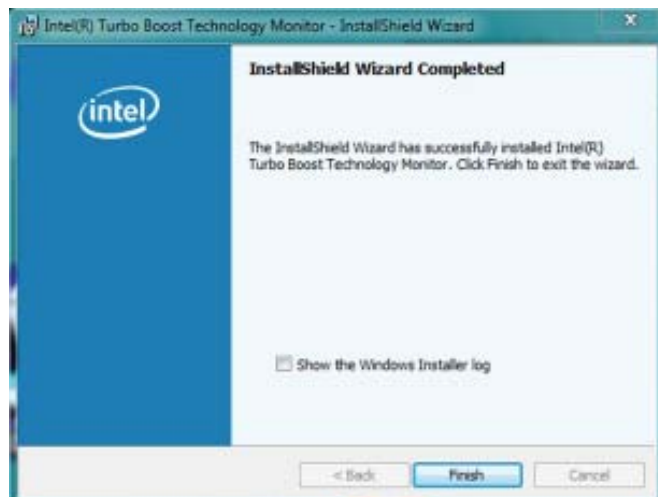 Intel(R) Turbo Boost Technology Monitor - InstallShield Wizard
InstallShield Wizard Completed
intel
The InstallShield Wizard has successfully installed Intel(R)
Turbo Boost Technology Monitor. Click Finish to exit the wizard.
Show the Windows Installer log
< Back
Finish
Cancel